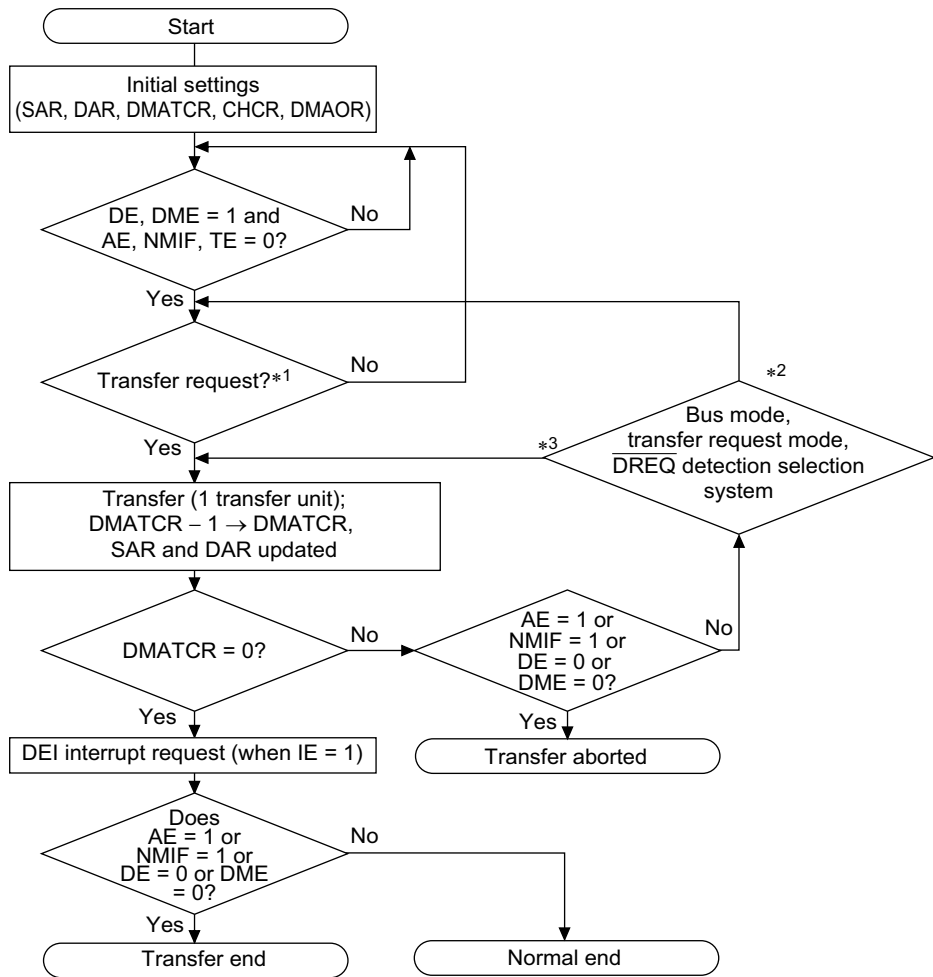 Start
Initial settings
(SAR, DAR, DMATCR, CHCR, DMAOR)
DE, DME = 1 and
AE, NMIF, TE = 0?
No
Yes
Transfer request?*1
No
Yes
*2
Bus mode,
transfer request mode,
DREQ detection selection
system
*3
Transfer (1 transfer unit);
DMATCR – 1 → DMATCR,
SAR and DAR updated
DMATCR = 0?
No
AE = 1 or
NMIF = 1 or
DE = 0 or
DME = 0?
No
Yes
Yes
DEI interrupt request (when IE = 1)
Transfer aborted
Does
AE = 1 or
NMIF = 1 or
DE = 0 or DME
= 0?
No
Yes
Transfer end
Normal end